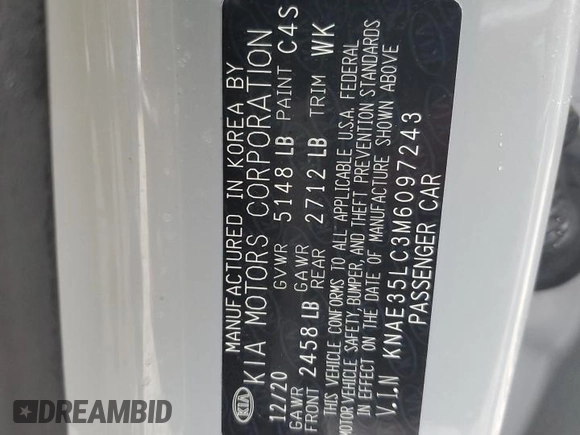 MANUFACTURED IN KOREA BY
KIA MOTORS CORPORATION
12/20 GVWR 5148 LB PAINT C4S
GAWR FRONT 2458 LB GAWR REAR 2712 LB TRIM WK
THIS VEHICLE CONFORMS TO ALL APPLICABLE U.S.A. FEDERAL
MOTOR VEHICLE SAFETY, BUMPER, AND THEFT PREVENTION STANDARDS
IN EFFECT ON THE DATE OF MANUFACTURE SHOWN ABOVE
V.I.N KNAE35LC3M6097243
PASSENGER CAR
KIA
DREAMBID